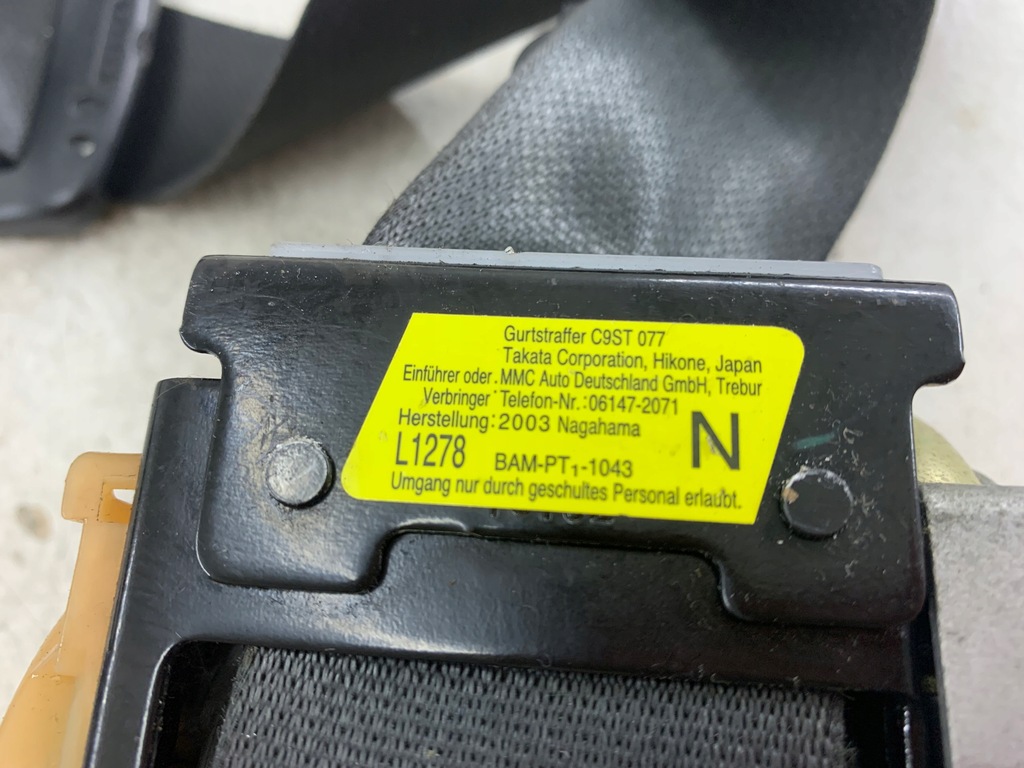 Gurtstraffer C9ST 077
Takata Corporation, Hikone, Japan
Einführer oder MMC Auto Deutschland GmbH, Trebur
Verbringer Telefon-Nr.:06147-2071
Herstellung:2003 Nagahama
N
L1278 BAM-PT1-1043
Umgang nur durch geschultes Personal erlaubt.